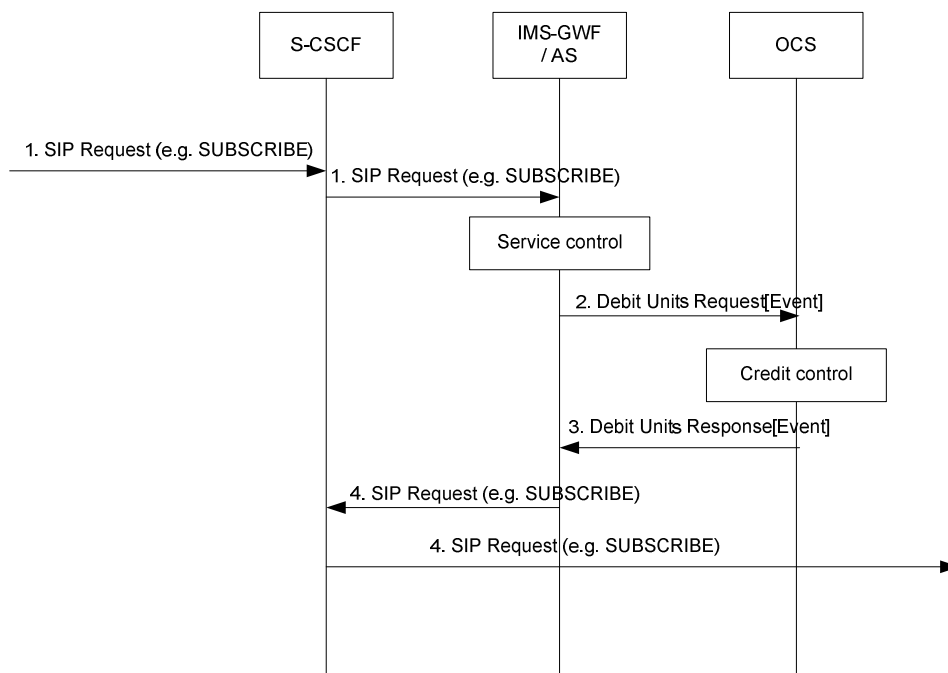 S-CSCF
IMS-GWF
/ AS
OCS
1. SIP Request (e.g. SUBSCRIBE)
1. SIP Request (e.g. SUBSCRIBE)
Service control
2. Debit Units Request[Event]
Credit control
3. Debit Units Response[Event]
4. SIP Request (e.g. SUBSCRIBE)
4. SIP Request (e.g. SUBSCRIBE)